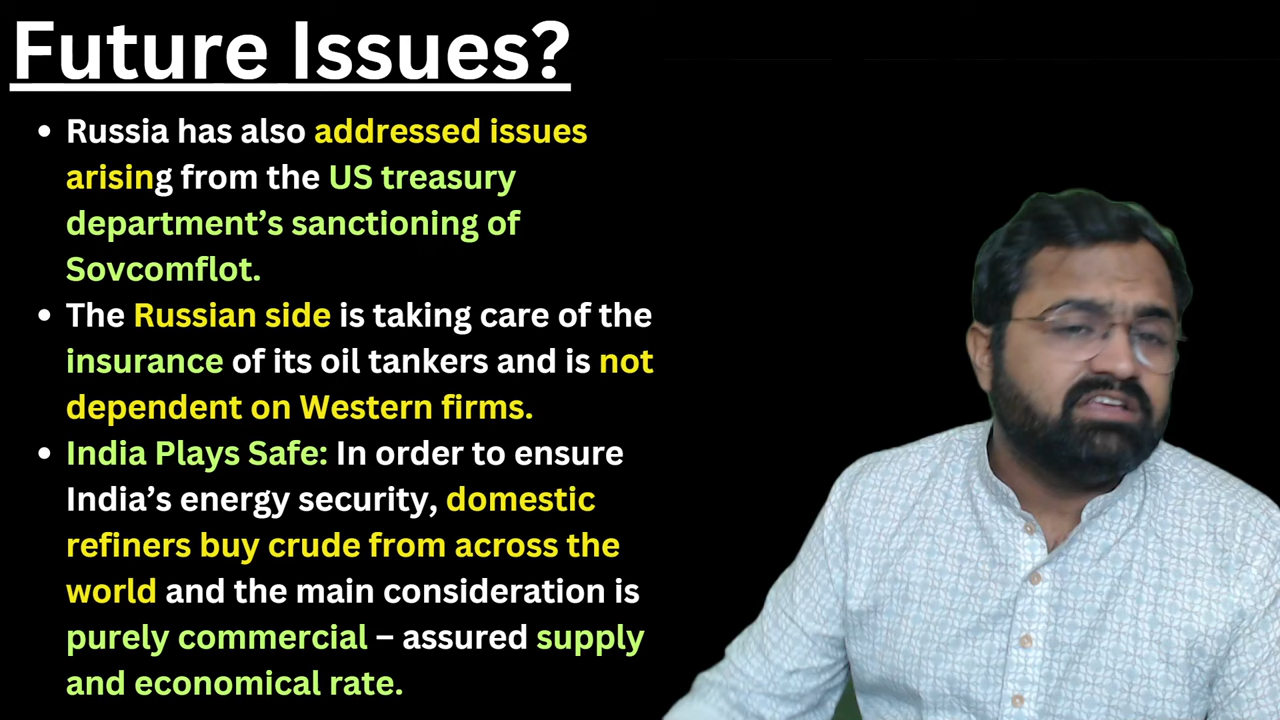 Future Issues?
• Russia has also addressed issues
arising from the US treasury
department’s sanctioning of
Sovcomflot.
• The Russian side is taking care of the
insurance of its oil tankers and is not
dependent on Western firms.
• India Plays Safe: In order to ensure
India’s energy security, domestic
refiners buy crude from across the
world and the main consideration is
purely commercial – assured supply
and economical rate.